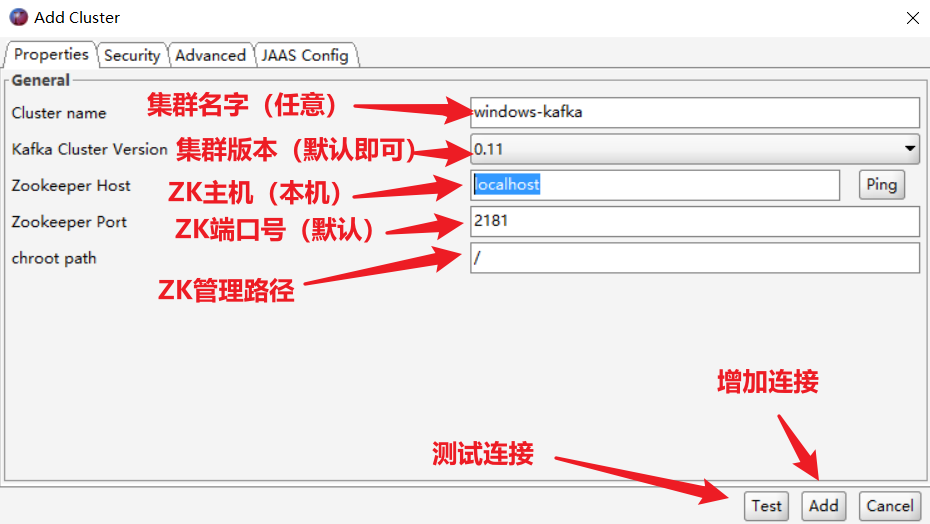 Add Cluster
Properties Security Advanced JAAS Config
General
Cluster name 集群名字（任意） windows-kafka
Kafka Cluster Version 集群版本（默认即可） 0.11
Zookeeper Host ZK主机（本机） localhost Ping
Zookeeper Port ZK端口号（默认） 2181
chroot path /
ZK管理路径
增加连接
测试连接
Test Add Cancel